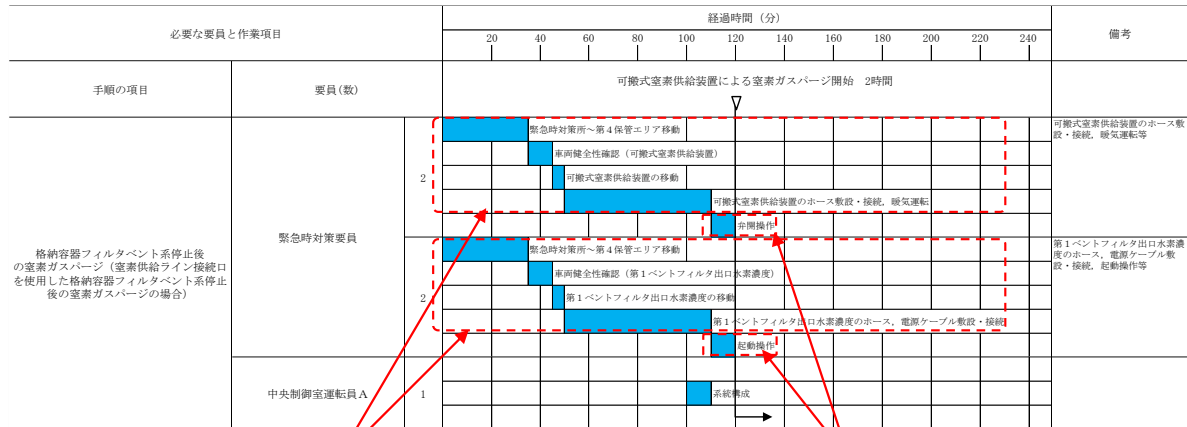 必要な要員と作業項目
経過時間（分）
備考
20 40 60 80 100 120 140 160 180 200 220 240
手順の項目
要員(数)
可搬式窒素供給装置による窒素ガスパージ開始 2時間
格納容器フィルタベント系停止後
の窒素ガスパージ（窒素供給ライン接続口
を使用した格納容器フィルタベント系停止
後の窒素ガスパージの場合）
緊急時対策要員
2
緊急時対策所～第４保管エリア移動
車両健全性確認（可搬式窒素供給装置）
可搬式窒素供給装置の移動
可搬式窒素供給装置のホース敷設・接続，暖気運転
弁開操作
可搬式窒素供給装置のホース敷
設・接続，暖気運転等
2
緊急時対策所～第４保管エリア移動
車両健全性確認（第１ベントフィルタ出口水素濃度）
第１ベントフィルタ出口水素濃度の移動
第１ベントフィルタ出口水素濃度のホース，電源ケーブル敷設・接続
起動操作
第１ベントフィルタ出口水素濃
度のホース，電源ケーブル敷
設・接続，起動操作等
中央制御室運転員Ａ
1
系統構成